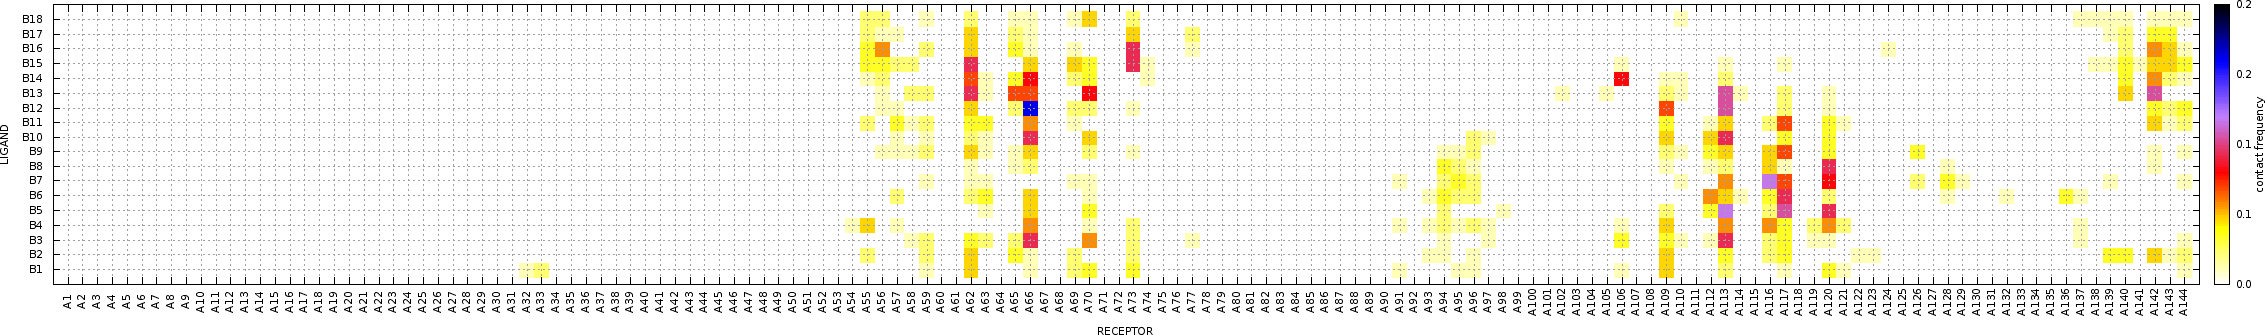 B18
B17
B16
B15
B14
B13
B12
B11
B10
B9
B8
B7
B6
B5
B4
B3
B2
B1
LIGAND
A1 A2 A3 A4 A5 A6 A7 A8 A9 A10 A11 A12 A13 A14 A15 A16 A17 A18 A19 A20 A21 A22 A23 A24 A25 A26 A27 A28 A29 A30 A31 A32 A33 A34 A35 A36 A37 A38 A39 A40 A41 A42 A43 A44 A45 A46 A47 A48 A49 A50 A51 A52 A53 A54 A55 A56 A57 A58 A59 A60 A61 A62 A63 A64 A65 A66 A67 A68 A69 A70 A71 A72 A73 A74 A75 A76 A77 A78 A79 A80 A81 A82 A83 A84 A85 A86 A87 A88 A89 A90 A91 A92 A93 A94 A95 A96 A97 A98 A99 A100 A101 A102 A103 A104 A105 A106 A107 A108 A109 A110 A111 A112 A113 A114 A115 A116 A117 A118 A119 A120 A121 A122 A123 A124 A125 A126 A127 A128 A129 A130 A131 A132 A133 A134 A135 A136 A137 A138 A139 A140 A141 A142 A143 A144
RECEPTOR
0.2
0.2
0.1
0.1
0.0
contact frequency